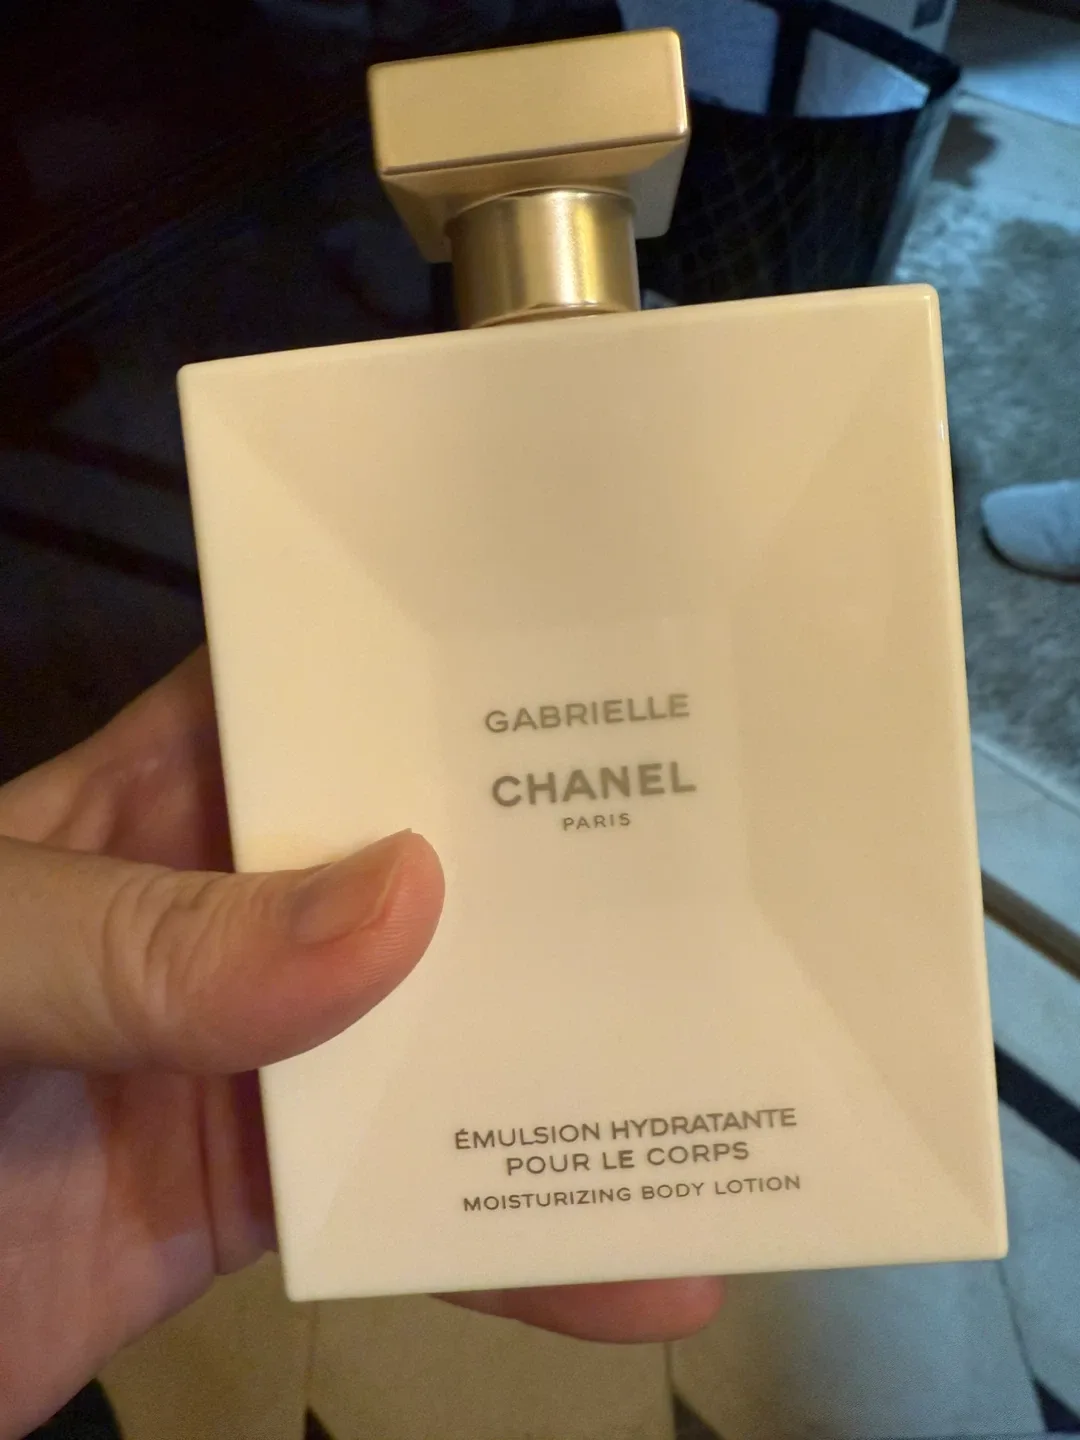 GABRIELLE
CHANEL
PARIS
ÉMULSION HYDRATANTE
POUR LE CORPS
MOISTURIZING BODY LOTION